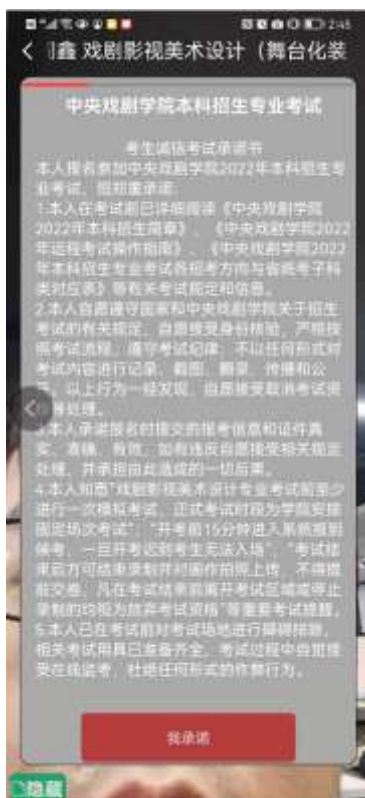 2:45
鑫 戏剧影视美术设计（舞台化装
中央戏剧学院本科招生专业考试
考生诚信考试承诺书
本人报名参加中央戏剧学院2022年本科招生专
业考试，现郑重承诺：
1.本人在考试前已详细阅读《中央戏剧学院
2022年本科招生简章》、《中央戏剧学院2022
年远程考试操作指南》、《中央戏剧学院2022
年本科招生专业考试各招考方向与省统考子科
类对应表》等有关考试规定和信息。
2.本人自愿遵守国家和中央戏剧学院关于招生
考试的有关规定，自愿接受身份核验，严格按
照考试流程，遵守考试纪律，不以任何形式对
考试内容进行记录、截图、翻录、传播和公
，以上行为一经发现，自愿接受取消考试资
处理。
本人承诺报名时提交的报考信息和证件真
实、准确、有效，如有违反自愿接受相关规定
处理，并承担由此造成的一切后果。
4.本人知悉“戏剧影视美术设计专业考试前至少
进行一次模拟考试，正式考试时段为学院安排
固定场次考试”、“开考前15分钟进入系统报到
候考，一旦开考迟到考生无法入场”、“考试结
束后方可结束录制并对画作拍照上传，不得提
前交卷，凡在考试结束前离开考试区域或停止
录制的均视为放弃考试资格”等重要考试提醒。
5.本人已在考试前对考试场地进行障碍排除，
相关考试用具已准备齐全，考试过程中自觉接
受在线监考，杜绝任何形式的作弊行为。
我承诺
隐藏